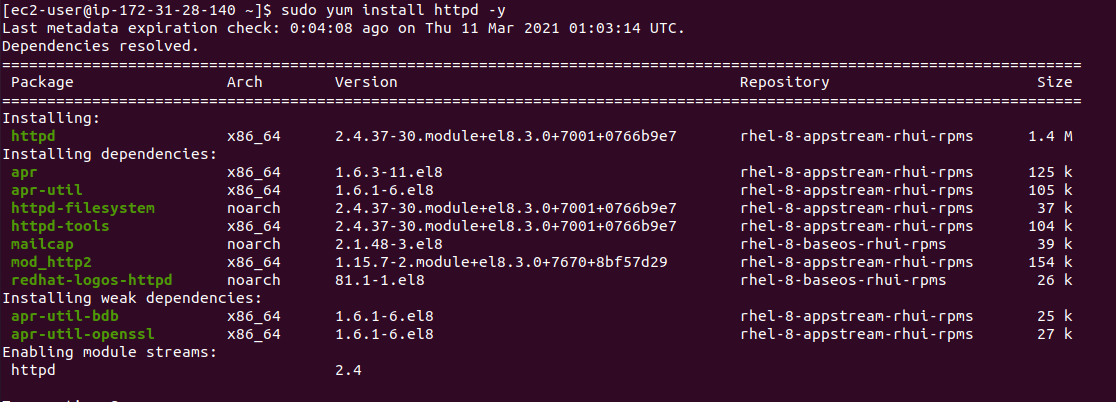 [ec2-user@ip-172-31-28-140 ~]$ sudo yum install httpd -y
Last metadata expiration check: 0:04:08 ago on Thu 11 Mar 2021 01:03:14 UTC.
Dependencies resolved.
========================================================================================================================
Package Arch Version Repository Size
========================================================================================================================
Installing:
httpd x86_64 2.4.37-30.module+el8.3.0+7001+0766b9e7 rhel-8-appstream-rhui-rpms 1.4 M
Installing dependencies:
apr x86_64 1.6.3-11.el8 rhel-8-appstream-rhui-rpms 125 k
apr-util x86_64 1.6.1-6.el8 rhel-8-appstream-rhui-rpms 105 k
httpd-filesystem noarch 2.4.37-30.module+el8.3.0+7001+0766b9e7 rhel-8-appstream-rhui-rpms 37 k
httpd-tools x86_64 2.4.37-30.module+el8.3.0+7001+0766b9e7 rhel-8-appstream-rhui-rpms 104 k
mailcap noarch 2.1.48-3.el8 rhel-8-baseos-rhui-rpms 39 k
mod_http2 x86_64 1.15.7-2.module+el8.3.0+7670+8bf57d29 rhel-8-appstream-rhui-rpms 154 k
redhat-logos-httpd noarch 81.1-1.el8 rhel-8-baseos-rhui-rpms 26 k
Installing weak dependencies:
apr-util-bdb x86_64 1.6.1-6.el8 rhel-8-appstream-rhui-rpms 25 k
apr-util-openssl x86_64 1.6.1-6.el8 rhel-8-appstream-rhui-rpms 27 k
Enabling module streams:
httpd 2.4